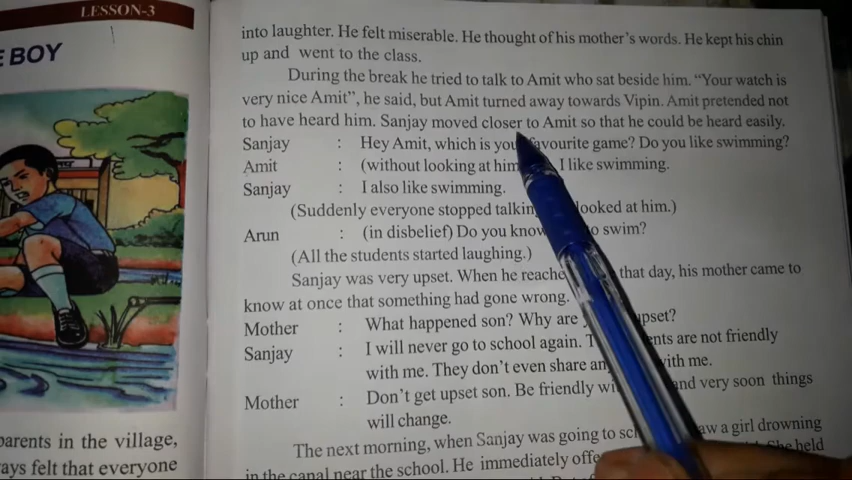 LESSON-3
E BOY
parents in the village,
ays felt that everyone
into laughter. He felt miserable. He thought of his mother's words. He kept his chin
up and went to the class.
During the break he tried to talk to Amit who sat beside him. "Your watch is
very nice Amit", he said, but Amit turned away towards Vipin. Amit pretended not
to have heard him. Sanjay moved closer to Amit so that he could be heard easily.
Sanjay : Hey Amit, which is you favourite game? Do you like swimming?
Amit : (without looking at him I like swimming.
Sanjay : I also like swimming.
(Suddenly everyone stopped talking looked at him.)
Arun : (in disbelief) Do you know o swim?
(All the students started laughing.)
Sanjay was very upset. When he reache that day, his mother came to
know at once that something had gone wrong.
Mother : What happened son? Why are upset?
Sanjay : I will never go to school again. T ents are not friendly
with me. They don't even share an with me.
Mother : Don't get upset son. Be friendly wi and very soon things
will change.
The next morning, when Sanjay was going to sc aw a girl drowning
in the canal near the school. He immediately offe She held